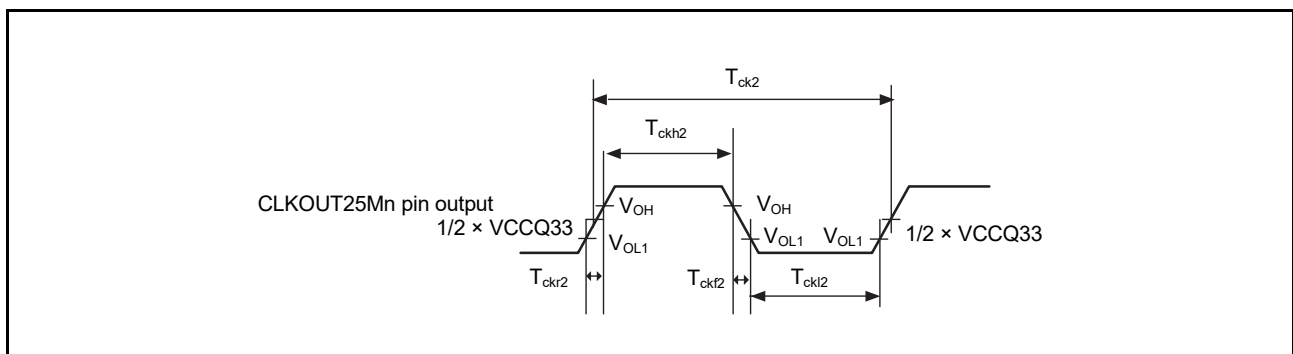 Tck2
Tckh2
CLKOUT25Mn pin output
VOH
VOH
1/2 × VCCQ33
VOL1
VOL1
VOL1
1/2 × VCCQ33
Tckr2
Tckf2
Tckl2